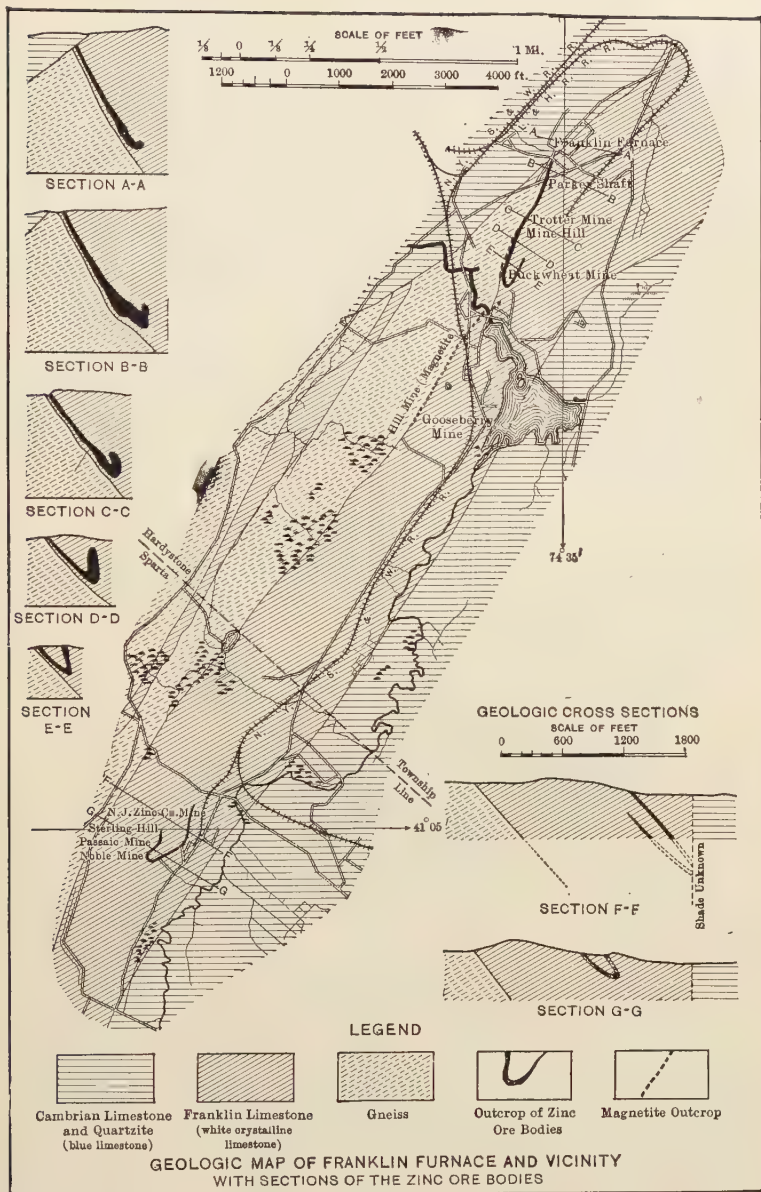 SCALE OF FEET
1/8 0 1/8 1/4 1/2 1 MI.
1200 0 1000 2000 3000 4000 ft.
SECTION A-A
SECTION B-B
SECTION C-C
SECTION D-D
SECTION
E-E
N. Y. S. & W. R. R.
L. & H. R. R. R.
A
Franklin Furnace
A
B
Parker Shaft
B
C
Trotter Mine
Mine Hill
C
D
D
E
Buckwheat Mine
E
Hill Mine (Magnetite)
Gooseberry
Mine
74° 35'
Hardystone
Sparta
N. Y. S. & W. R. R.
Township
Line
F
G
N.J. Zinc Co. Mine
Sterling Hill
Passaic Mine
Noble Mine
F
G
41° 05'
GEOLOGIC CROSS SECTIONS
SCALE OF FEET
0 600 1200 1800
Shade Unknown
SECTION F-F
SECTION G-G
LEGEND
Cambrian Limestone
and Quartzite
(blue limestone)
Franklin Limestone
(white crystalline
limestone)
Gneiss
Outcrop of Zinc
Ore Bodies
Magnetite Outcrop
GEOLOGIC MAP OF FRANKLIN FURNACE AND VICINITY
WITH SECTIONS OF THE ZINC ORE BODIES